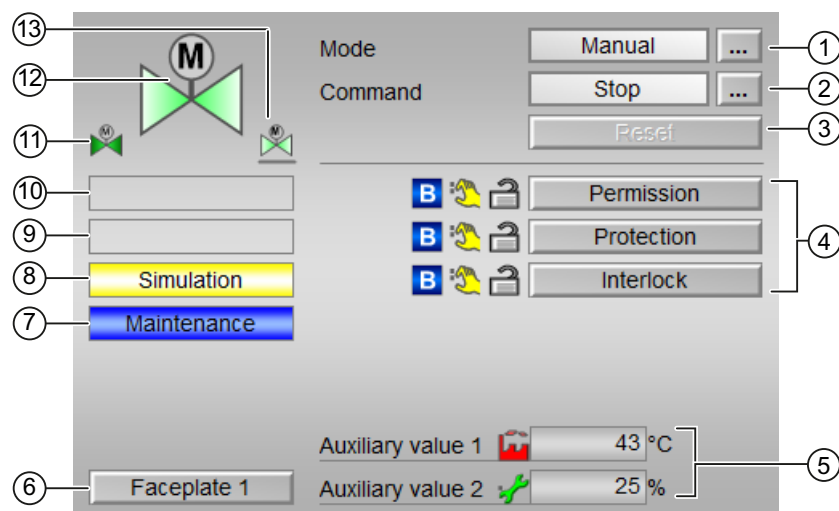 13
M
Mode Manual ... 1
12
Command Stop ... 2
11 M M
Reset 3
10 B Permission
9 B Protection 4
8 Simulation B Interlock
7 Maintenance
Auxiliary value 1 43 °C
5
6 Faceplate 1 Auxiliary value 2 25 %